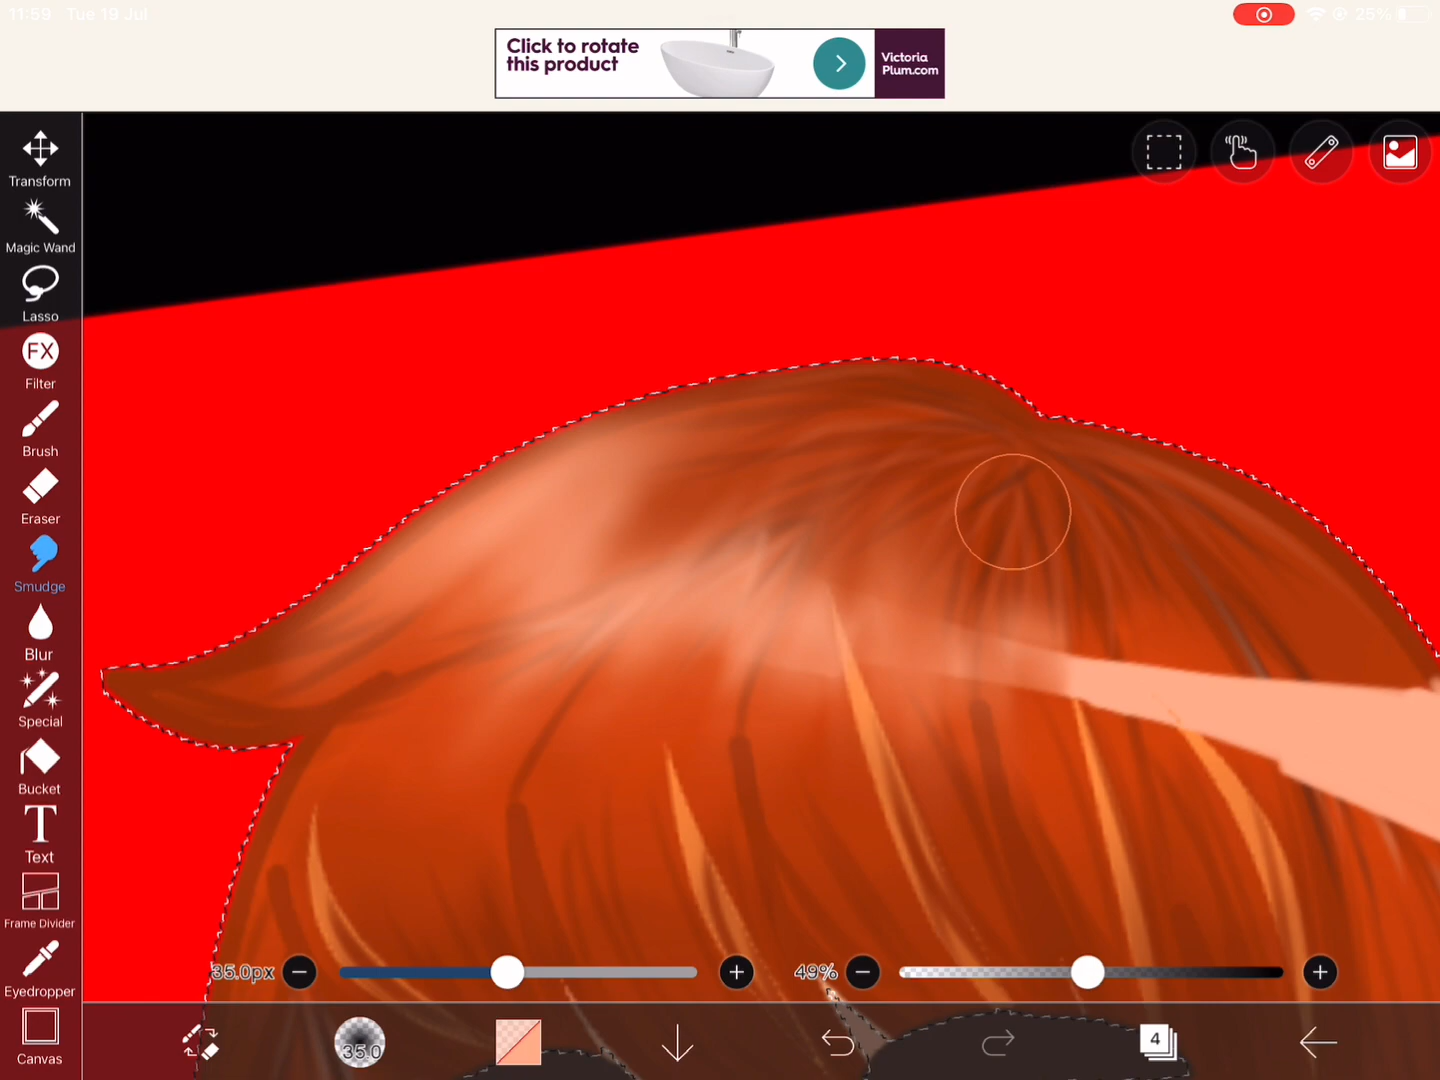 11:59 Tue 19 Jul
25%
Click to rotate
this product
Victoria
Plum.com
Transform
Magic Wand
Lasso
FX
Filter
Brush
Eraser
Smudge
Blur
Special
Bucket
T
Text
Frame Divider
Eyedropper
Canvas
35.0px
49%
35.0
4